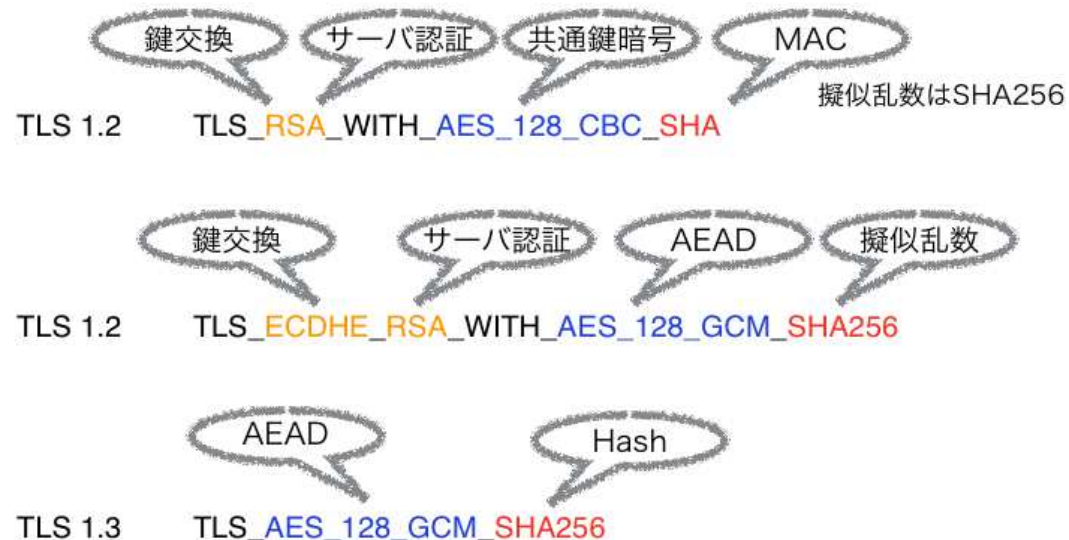 鍵交換 サーバ認証 共通鍵暗号 MAC
擬似乱数はSHA256
TLS 1.2 TLS_RSA_WITH_AES_128_CBC_SHA
鍵交換 サーバ認証 AEAD 擬似乱数
TLS 1.2 TLS_ECDHE_RSA_WITH_AES_128_GCM_SHA256
AEAD Hash
TLS 1.3 TLS_AES_128_GCM_SHA256